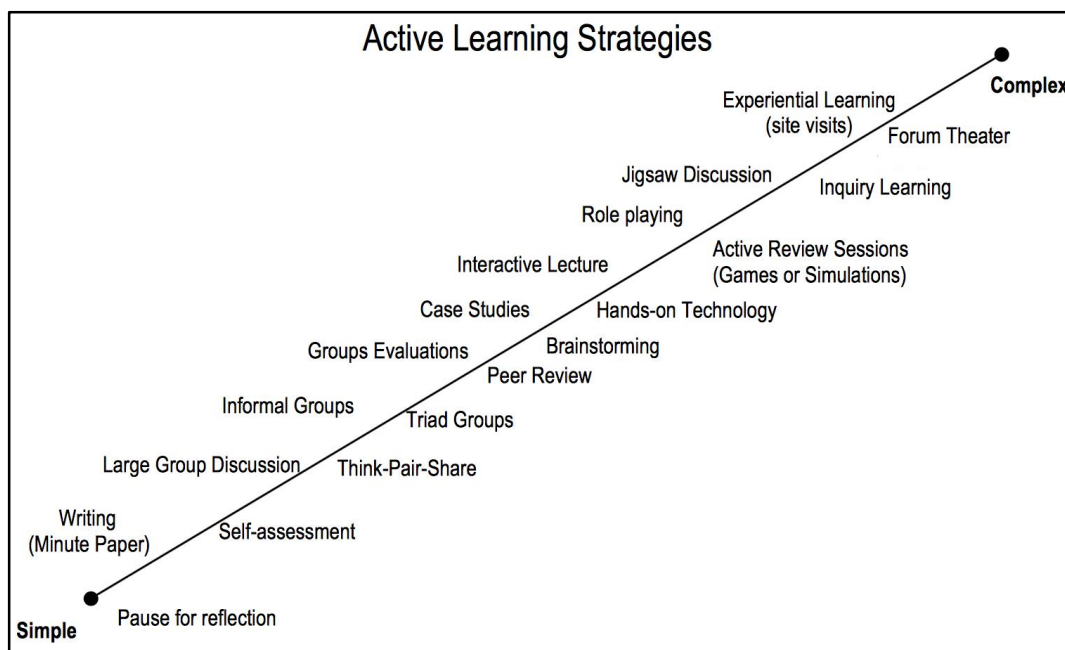 Active Learning Strategies
Complex
Experiential Learning
(site visits)
Forum Theater
Jigsaw Discussion
Inquiry Learning
Role playing
Active Review Sessions
(Games or Simulations)
Interactive Lecture
Case Studies
Hands-on Technology
Groups Evaluations
Brainstorming
Peer Review
Informal Groups
Triad Groups
Large Group Discussion
Think-Pair-Share
Writing
(Minute Paper)
Self-assessment
Pause for reflection
Simple